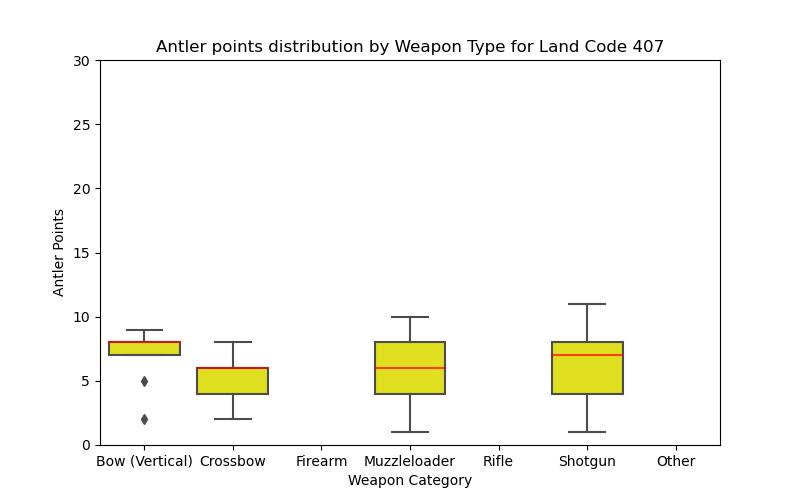 Antler points distribution by Weapon Type for Land Code 407
30
25
20
15
10
5
0
Antler Points
Bow (Vertical) Crossbow Firearm Muzzleloader Rifle Shotgun Other
Weapon Category